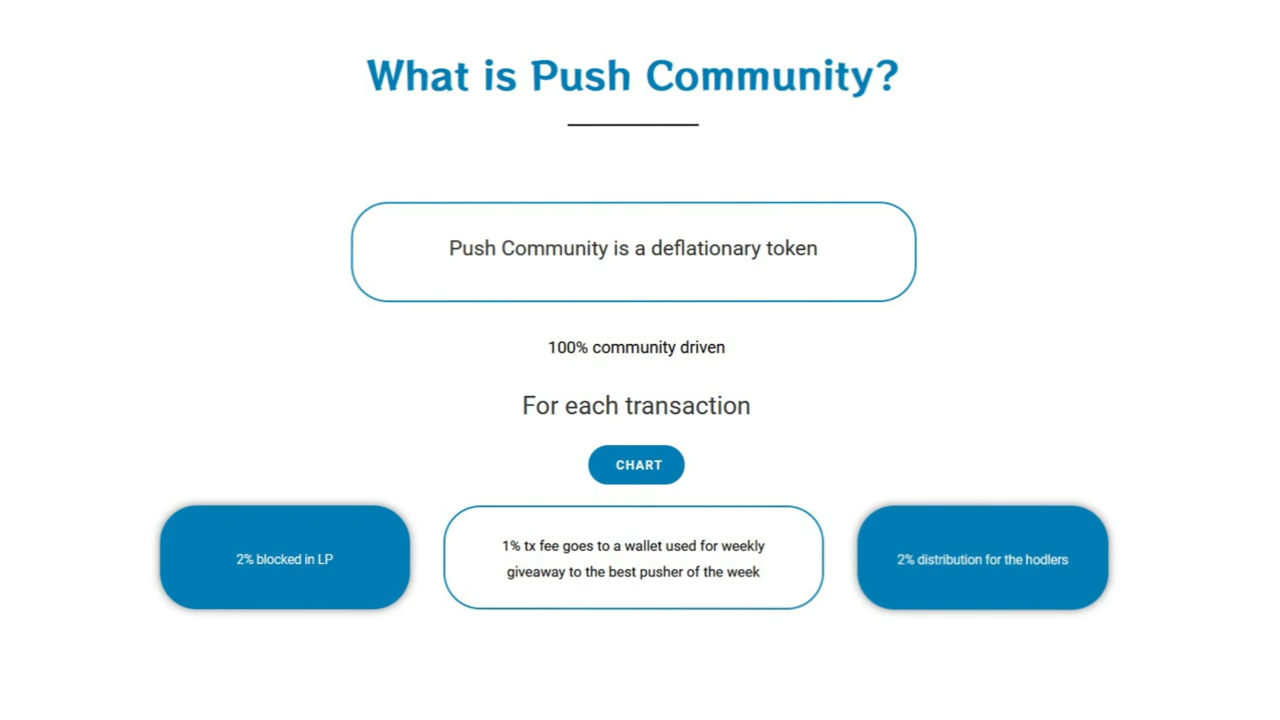 What is Push Community?
Push Community is a deflationary token
100% community driven
For each transaction
CHART
2% blocked in LP
1% tx fee goes to a wallet used for weekly
giveaway to the best pusher of the week
2% distribution for the hodlers